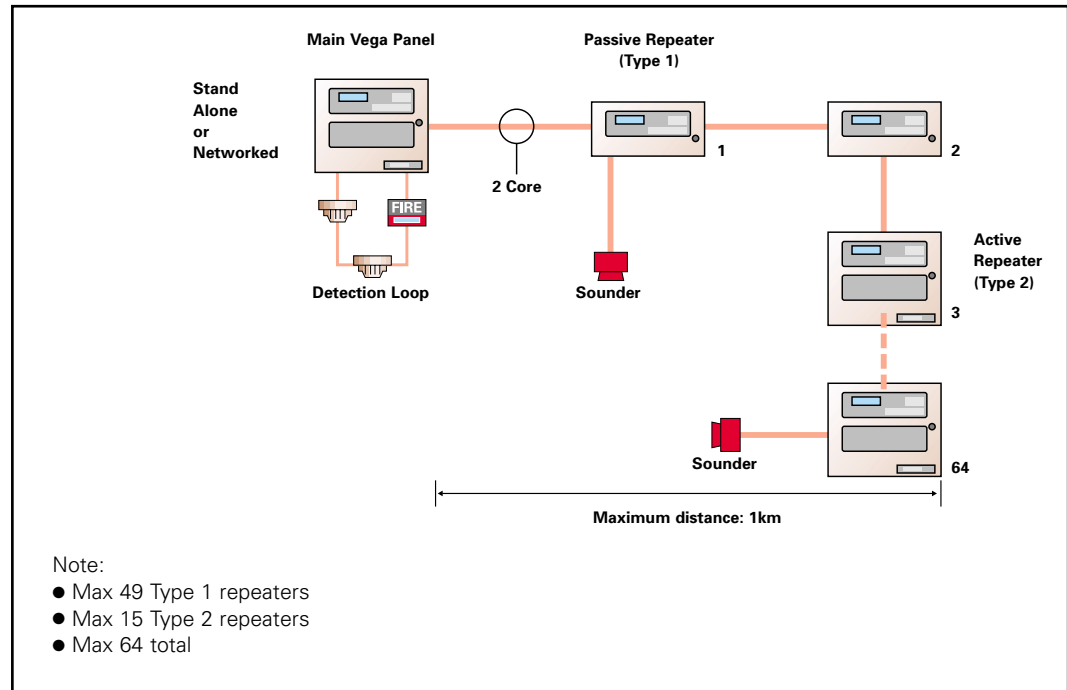 Main Vega Panel
Passive Repeater
(Type 1)
Stand
Alone
or
Networked
1
2
2 Core
FIRE
Active
Repeater
(Type 2)
Detection Loop
Sounder
3
Sounder
64
Maximum distance: 1km
Note:
● Max 49 Type 1 repeaters
● Max 15 Type 2 repeaters
● Max 64 total